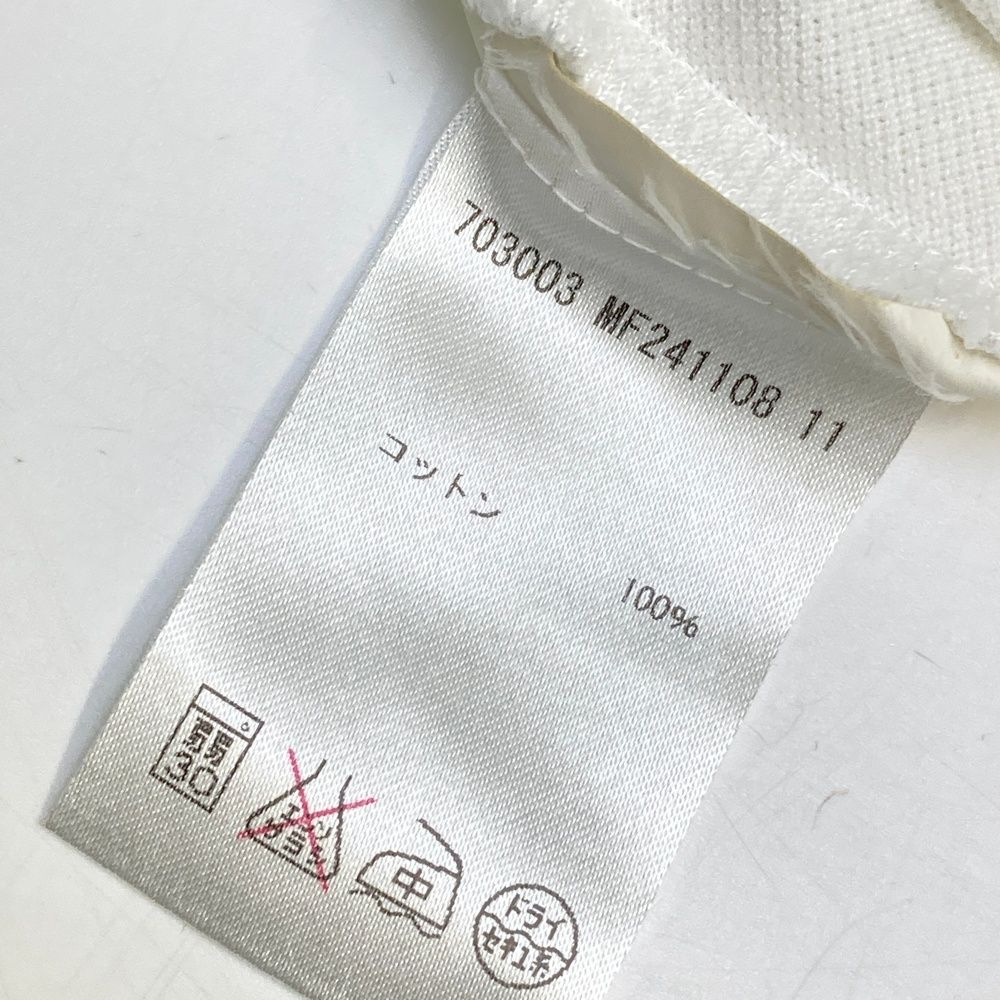 703003 MF241108 11
コットン
100%
弱
30
エンソ
サラシ
中
ドライ
セキユ系